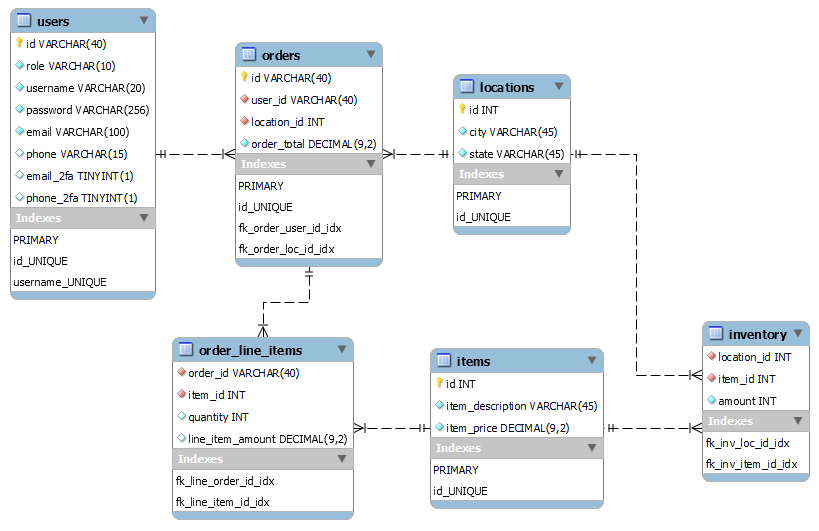 users
id VARCHAR(40)
role VARCHAR(10)
username VARCHAR(20)
password VARCHAR(256)
email VARCHAR(100)
phone VARCHAR(15)
email_2fa TINYINT(1)
phone_2fa TINYINT(1)
Indexes
PRIMARY
id_UNIQUE
username_UNIQUE
orders
id VARCHAR(40)
user_id VARCHAR(40)
location_id INT
order_total DECIMAL(9,2)
Indexes
PRIMARY
id_UNIQUE
fk_order_user_id_idx
fk_order_loc_id_idx
locations
id INT
city VARCHAR(45)
state VARCHAR(45)
Indexes
PRIMARY
id_UNIQUE
order_line_items
order_id VARCHAR(40)
item_id INT
quantity INT
line_item_amount DECIMAL(9,2)
Indexes
fk_line_order_id_idx
fk_line_item_id_idx
items
id INT
item_description VARCHAR(45)
item_price DECIMAL(9,2)
Indexes
PRIMARY
id_UNIQUE
inventory
location_id INT
item_id INT
amount INT
Indexes
fk_inv_loc_id_idx
fk_inv_item_id_idx